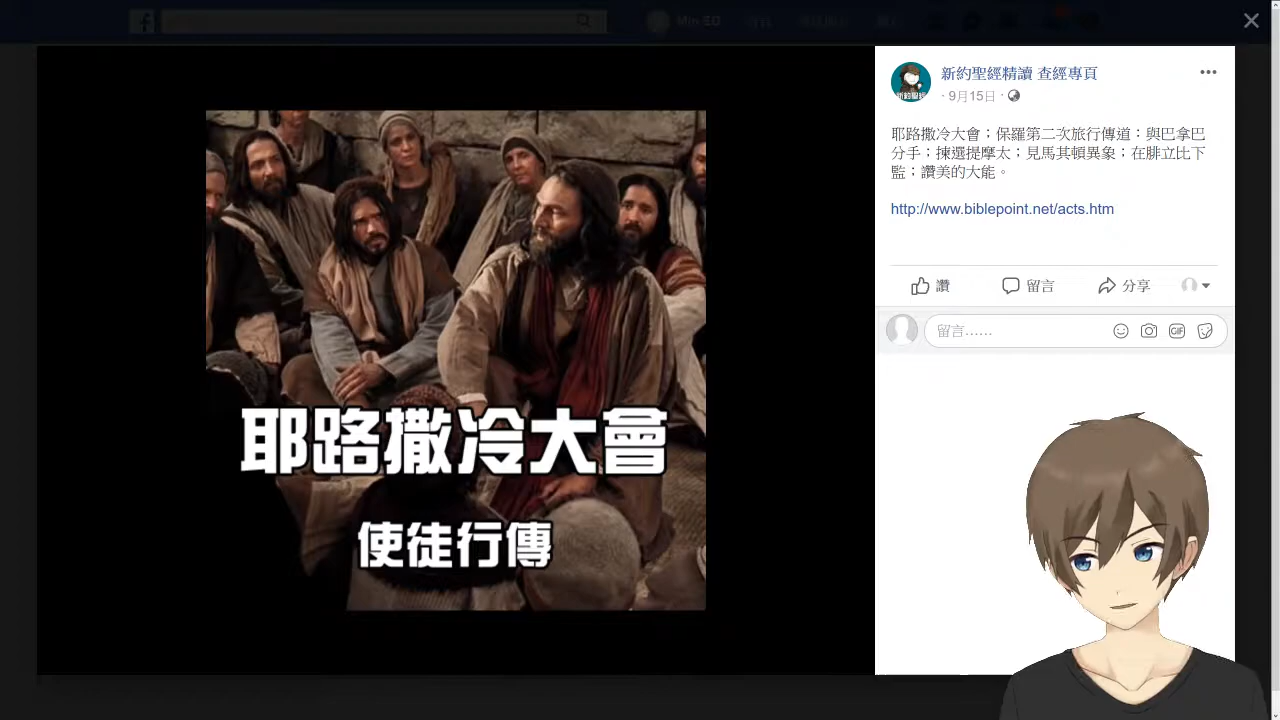 Min SO
耶路撒冷大會
使徒行傳
新約聖經精讀 查經專頁
· 9月15日 ·
耶路撒冷大會；保羅第二次旅行傳道：與巴拿巴
分手；揀選提摩太；見馬其頓異象；在腓立比下
監；讚美的大能。
http://www.biblepoint.net/acts.htm
讚 留言 分享
留言......
GIF